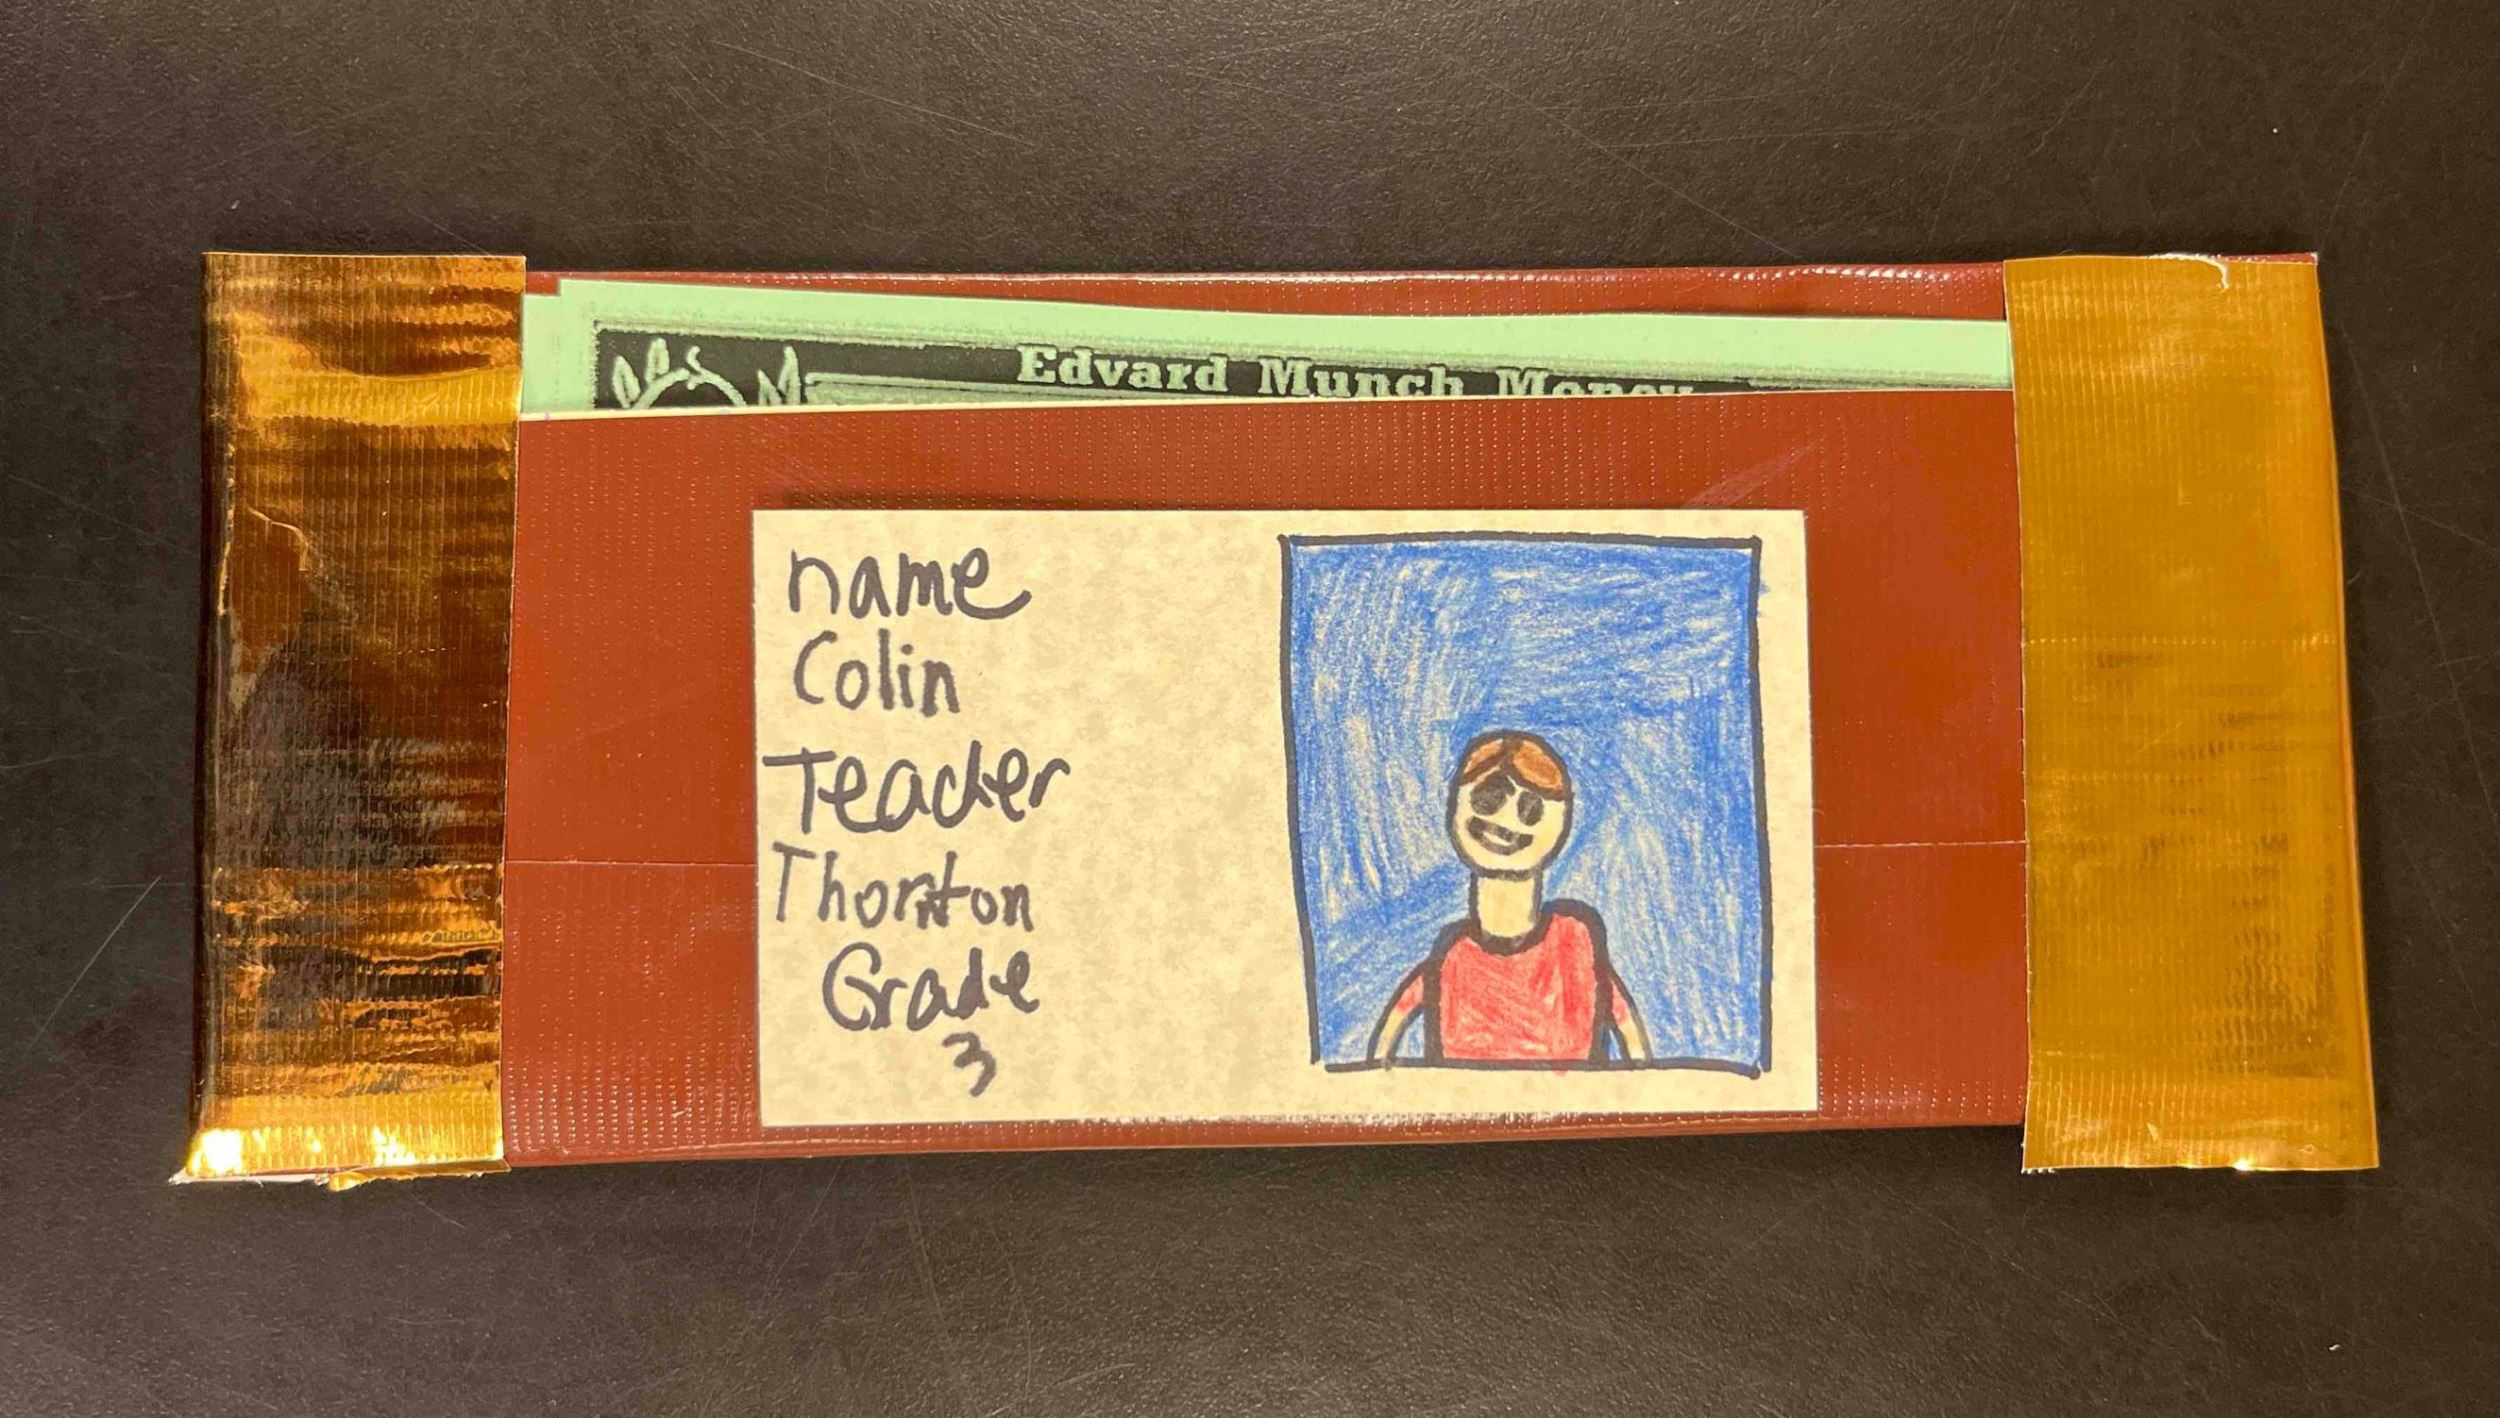 Edvard Munch Money
name
Colin
Teacher
Thornton
Grade
3